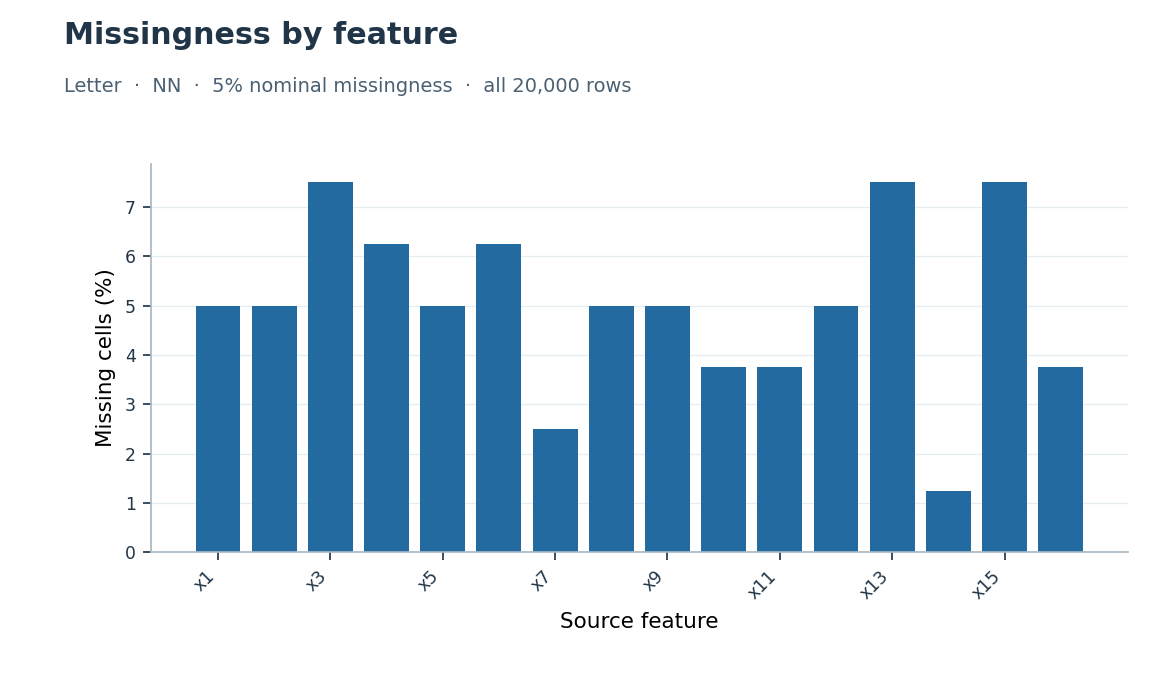 Missingness by feature
Letter · NN · 5% nominal missingness · all 20,000 rows
Missing cells (%)
7
6
5
4
3
2
1
0
x1
x3
x5
x7
x9
x11
x13
x15
Source feature